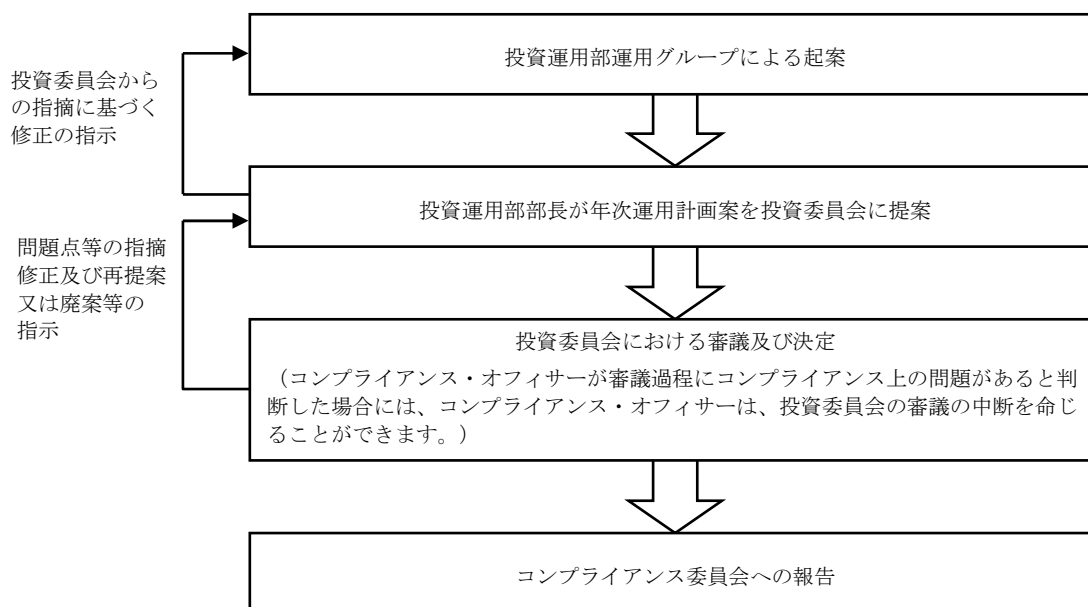 投資運用部運用グループによる起案
投資委員会から
の指摘に基づく
修正の指示
投資運用部部長が年次運用計画案を投資委員会に提案
問題点等の指摘
修正及び再提案
又は廃案等の
指示
投資委員会における審議及び決定
(コンプライアンス・オフィサーが審議過程にコンプライアンス上の問題があると判
断した場合には、コンプライアンス・オフィサーは、投資委員会の審議の中断を命じ
ることができます。)
コンプライアンス委員会への報告